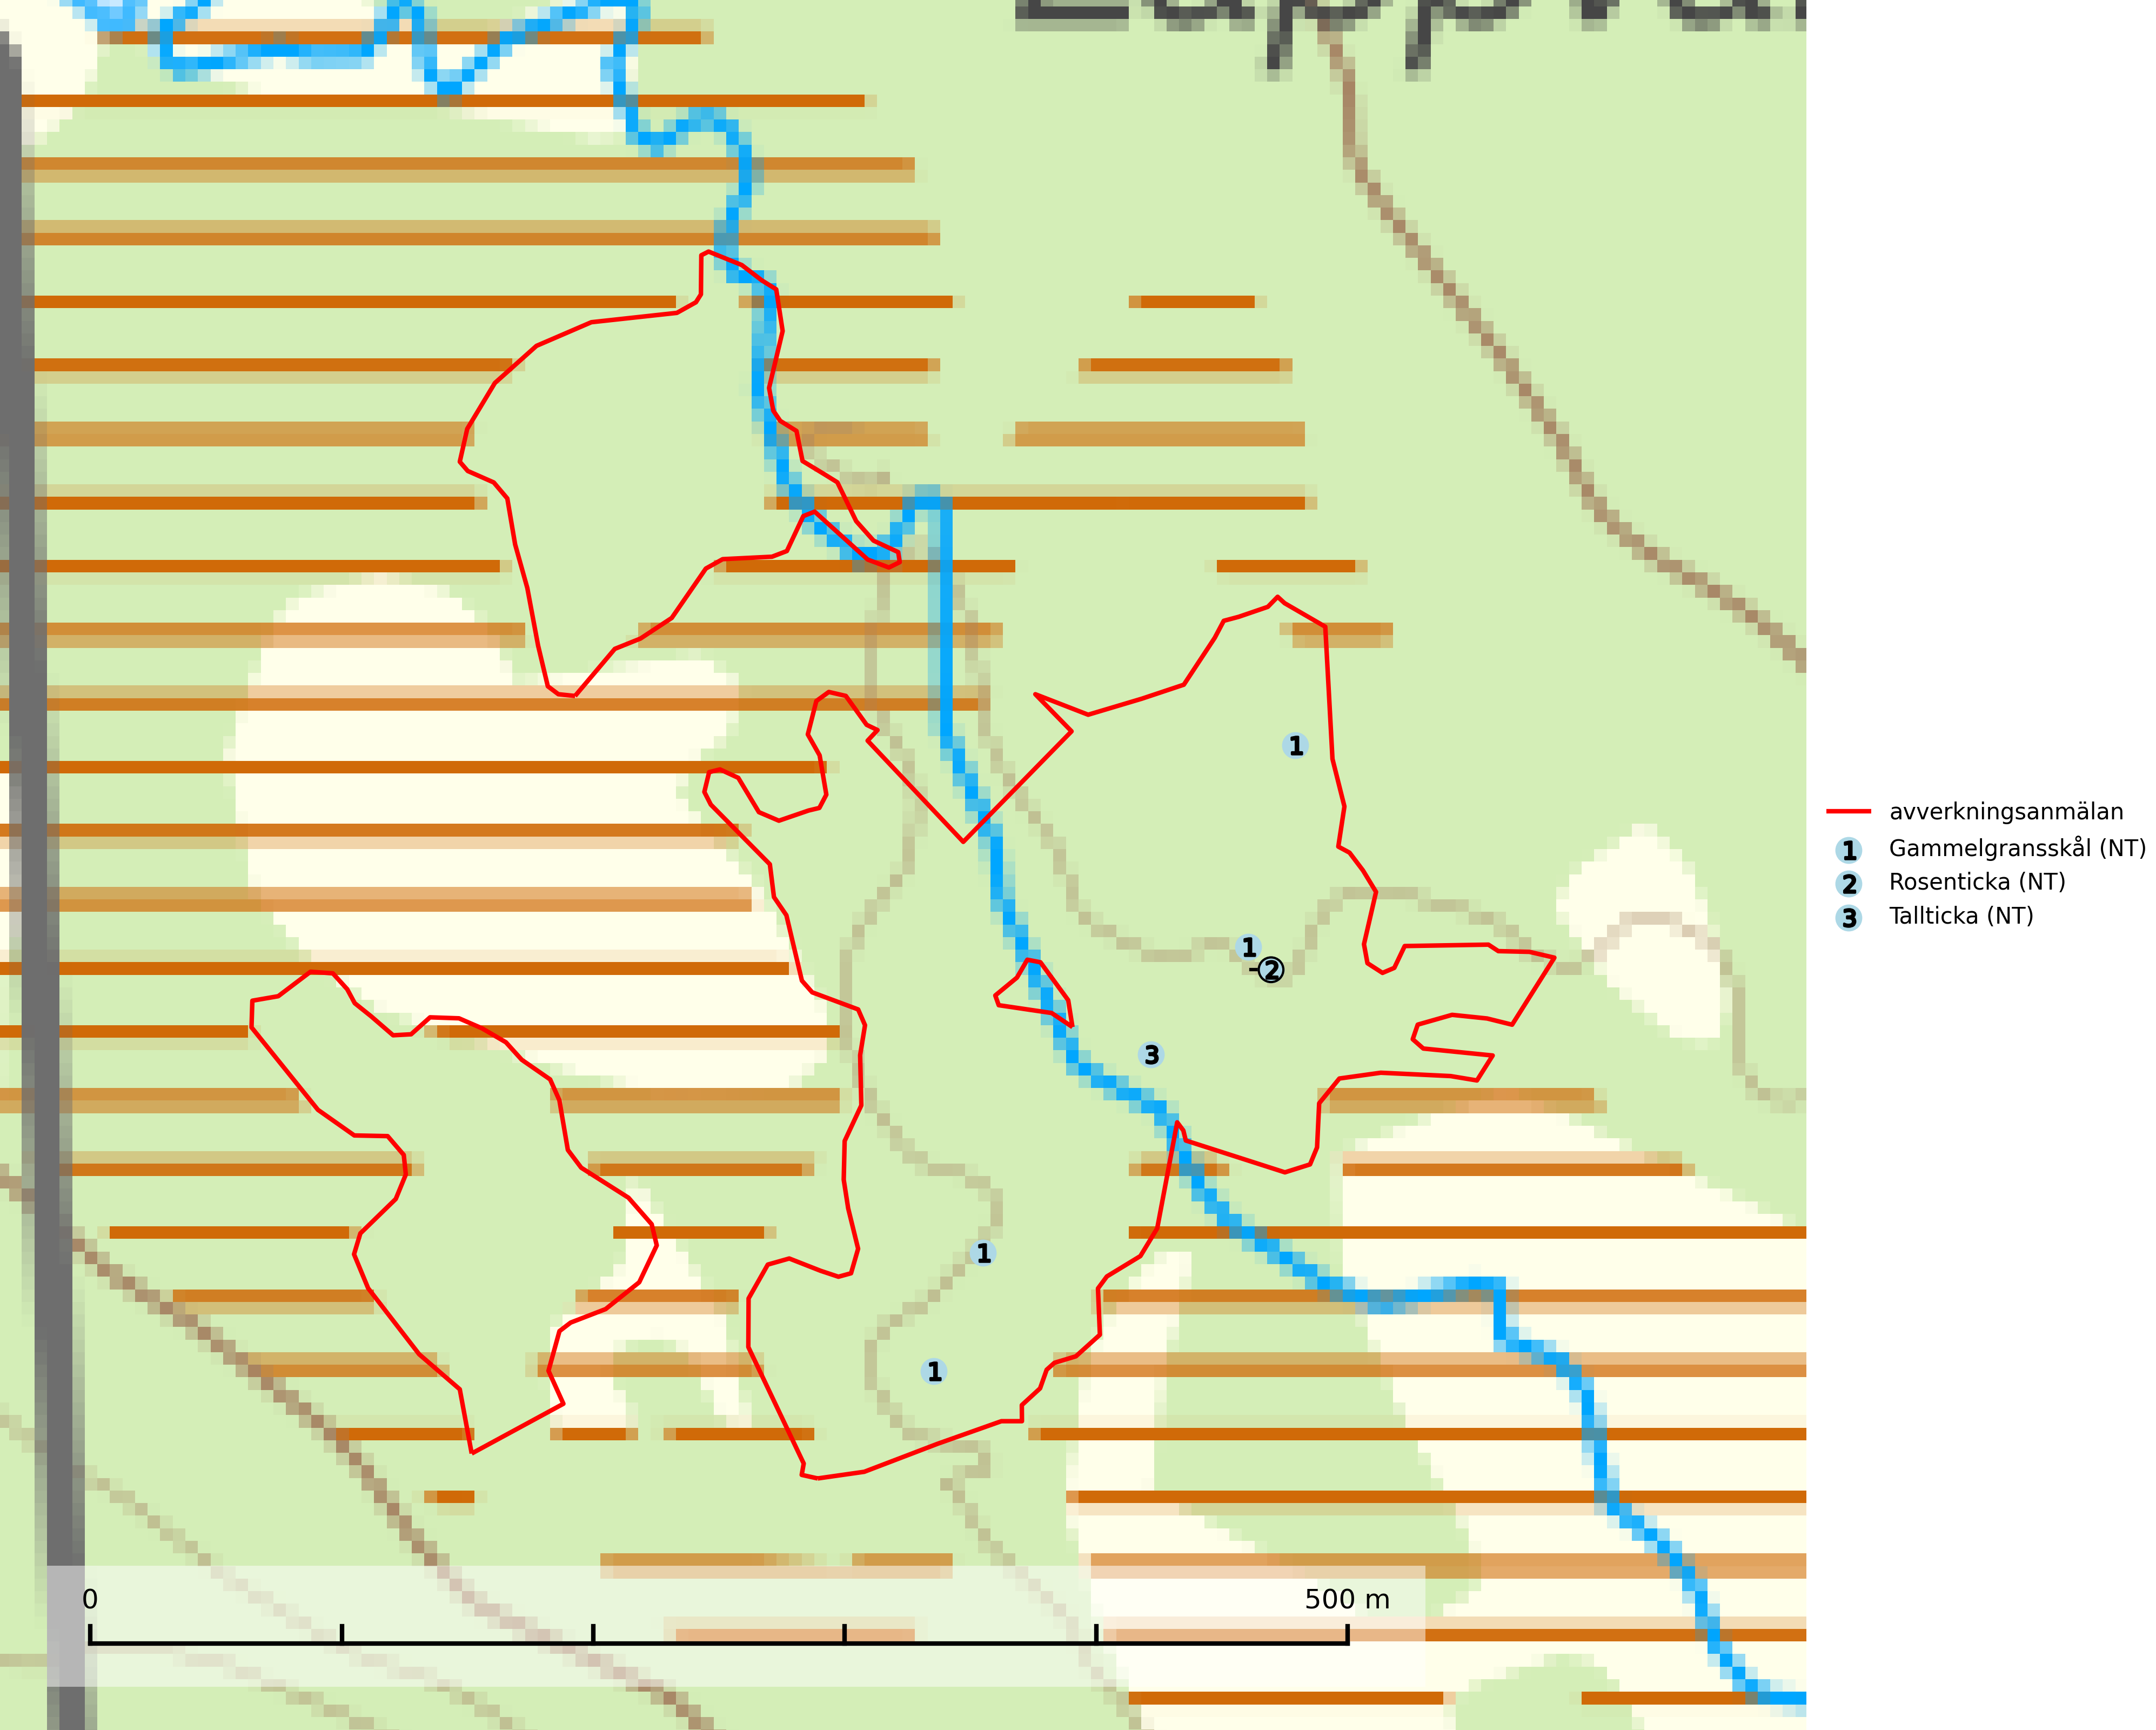 1
1
2
3
1
1
avverkningsanmälan
1 Gammelgransskål (NT)
2 Rosenticka (NT)
3 Tallticka (NT)
0 500 m